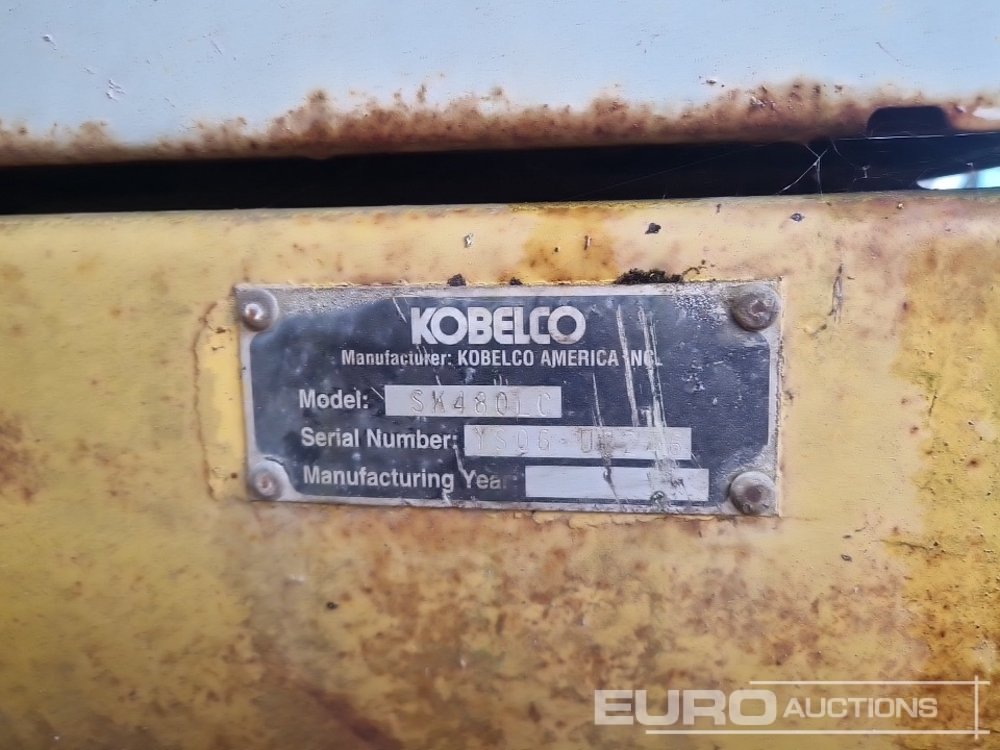 KOBELCO
Manufacturer: KOBELCO AMERICA INC.
Model: SK480LC
Serial Number:
Manufacturing Year:
EURO AUCTIONS